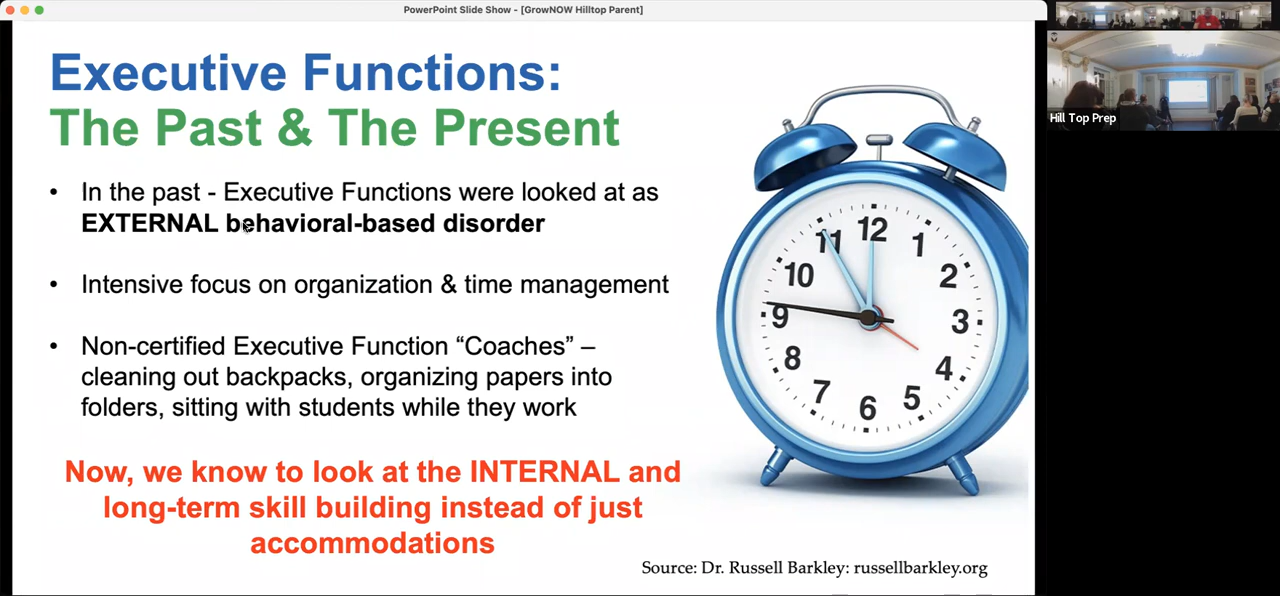 PowerPoint Slide Show - [GrowNOW Hilltop Parent]
Executive Functions:
The Past & The Present
• In the past - Executive Functions were looked at as
EXTERNAL behavioral-based disorder
• Intensive focus on organization & time management
• Non-certified Executive Function “Coaches” –
cleaning out backpacks, organizing papers into
folders, sitting with students while they work
Now, we know to look at the INTERNAL and
long-term skill building instead of just
accommodations
Source: Dr. Russell Barkley: russellbarkley.org
12
1
2
3
4
5
6
7
8
9
10
11
Hill Top Prep